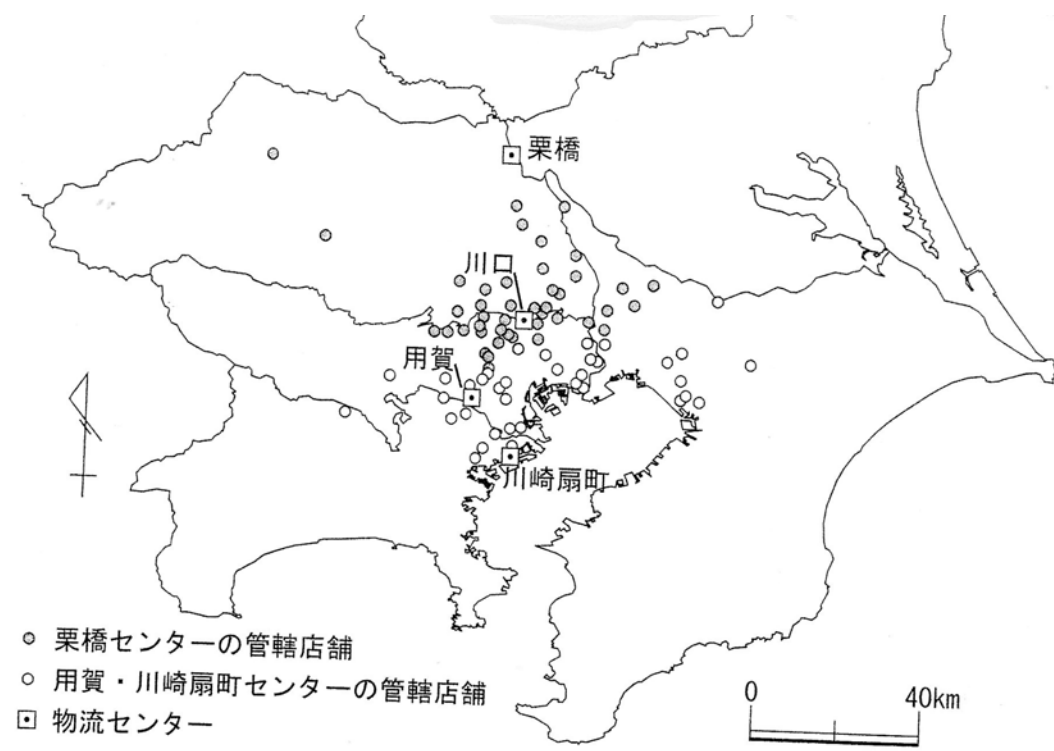 栗橋
川口
用賀
川崎扇町
栗橋センターの管轄店舗
用賀・川崎扇町センターの管轄店舗
物流センター
0 40km